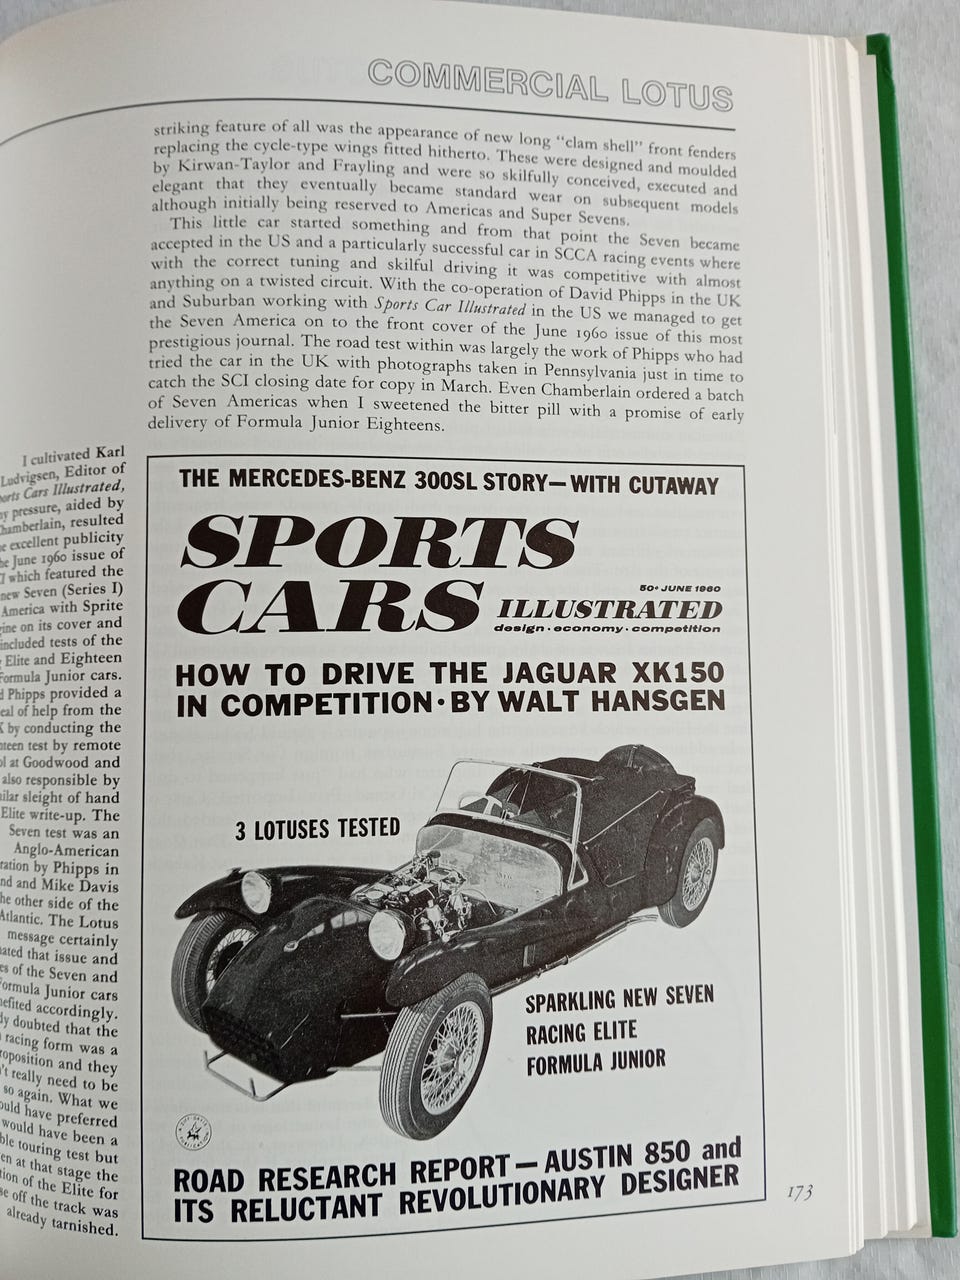 COMMERCIAL LOTUS
striking feature of all was the appearance of new long “clam shell” front fenders
replacing the cycle-type wings fitted hitherto. These were designed and moulded
by Kirwan-Taylor and Frayling and were so skilfully conceived, executed and
elegant that they eventually became standard wear on subsequent models
although initially being reserved to Americas and Super Sevens.
This little car started something and from that point the Seven became
accepted in the US and a particularly successful car in SCCA racing events where
with the correct tuning and skilful driving it was competitive with almost
anything on a twisted circuit. With the co-operation of David Phipps in the UK
and Suburban working with Sports Car Illustrated in the US we managed to get
the Seven America on to the front cover of the June 1960 issue of this most
prestigious journal. The road test within was largely the work of Phipps who had
tried the car in the UK with photographs taken in Pennsylvania just in time to
catch the SCI closing date for copy in March. Even Chamberlain ordered a batch
of Seven Americas when I sweetened the bitter pill with a promise of early
delivery of Formula Junior Eighteens.
I cultivated Karl
Ludvigsen, Editor of
Cars Illustrated,
pressure, aided by
Chamberlain, resulted
excellent publicity
June 1960 issue of
which featured the
new Seven (Series I)
America with Sprite
on its cover and
included tests of the
Elite and Eighteen
Formula Junior cars.
Phipps provided a
of help from the
by conducting the
test by remote
at Goodwood and
also responsible by
sleight of hand
Elite write-up. The
Seven test was an
Anglo-American
by Phipps in
and Mike Davis
other side of the
Atlantic. The Lotus
message certainly
that issue and
of the Seven and
Formula Junior cars
accordingly.
doubted that the
racing form was a
and they
really need to be
so again. What we
have preferred
would have been a
touring test but
at that stage the
of the Elite for
off the track was
already tarnished.
THE MERCEDES-BENZ 300SL STORY—WITH CUTAWAY
SPORTS
CARS
50¢ JUNE 1960
ILLUSTRATED
design · economy · competition
HOW TO DRIVE THE JAGUAR XK150
IN COMPETITION · BY WALT HANSGEN
3 LOTUSES TESTED
SPARKLING NEW SEVEN
RACING ELITE
FORMULA JUNIOR
ROAD RESEARCH REPORT—AUSTIN 850 and
ITS RELUCTANT REVOLUTIONARY DESIGNER
173